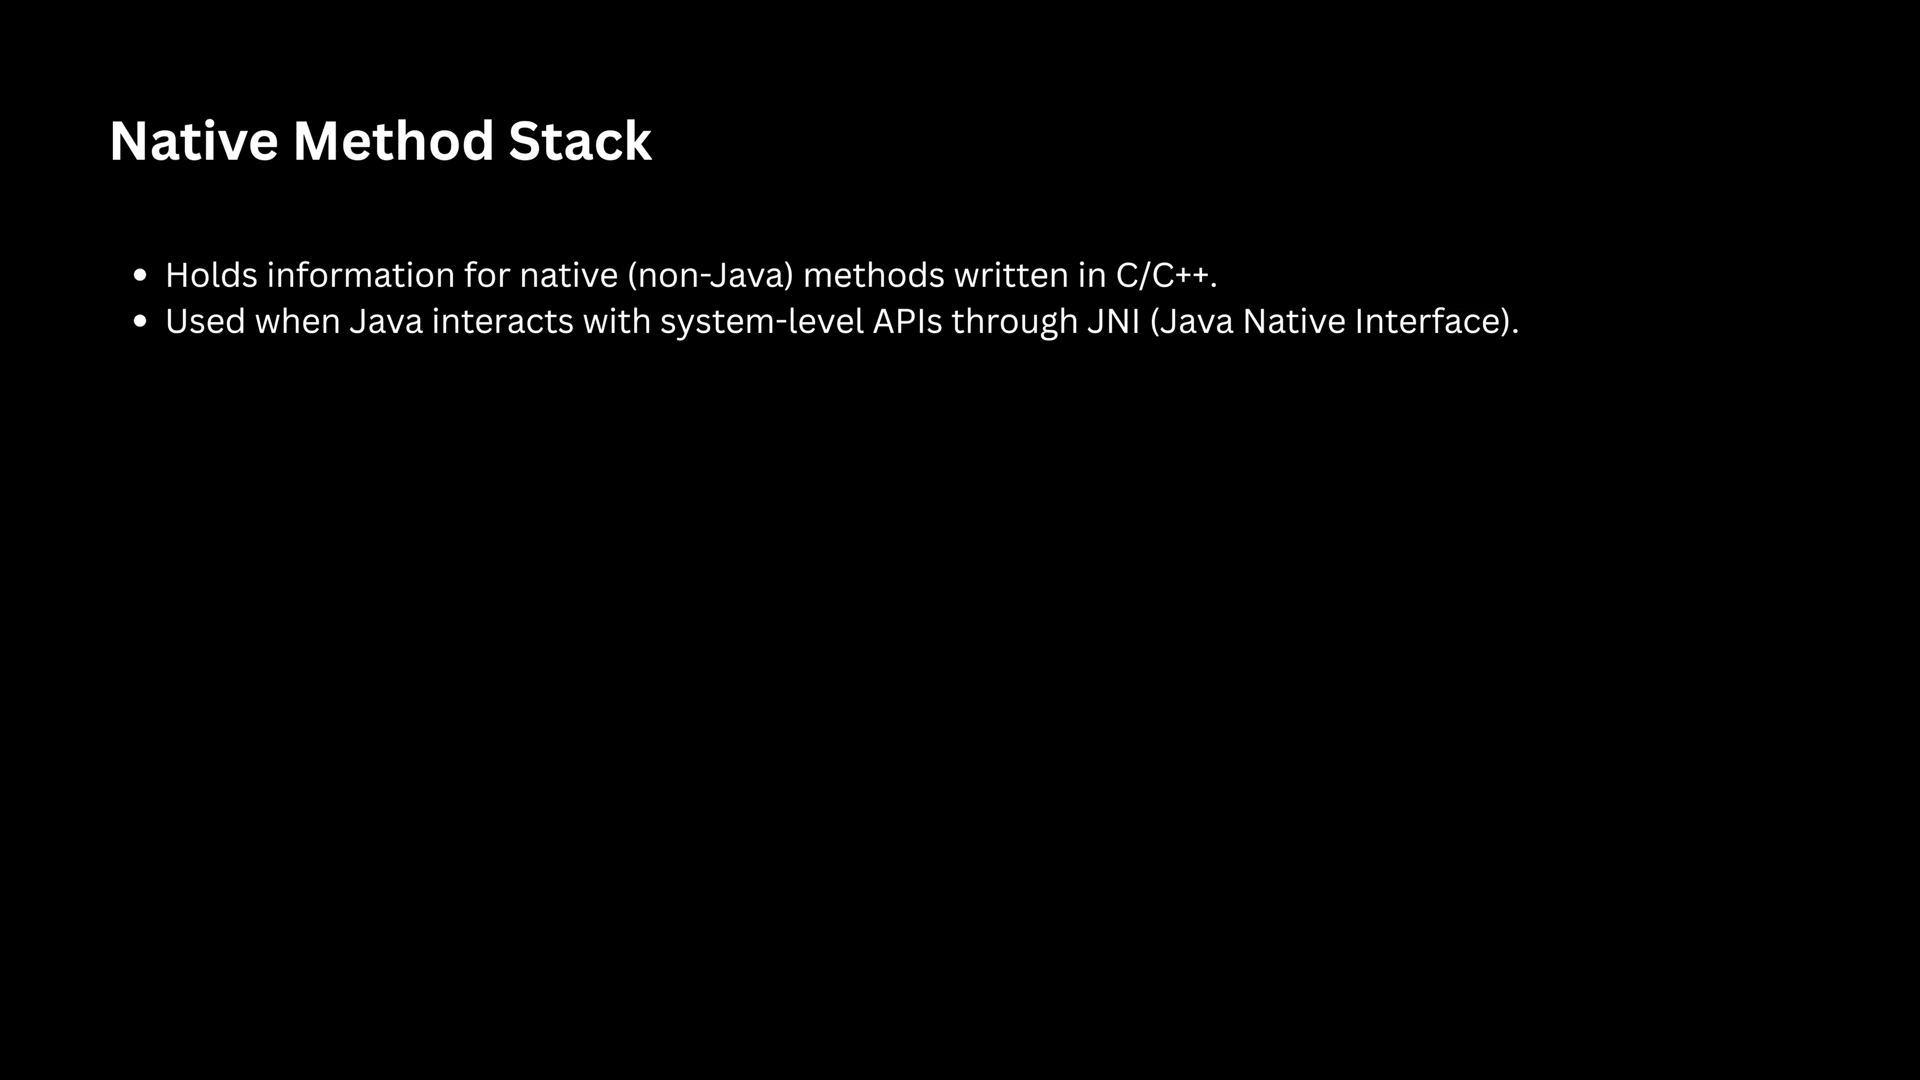 Native Method Stack
• Holds information for native (non-Java) methods written in C/C++.
• Used when Java interacts with system-level APIs through JNI (Java Native Interface).